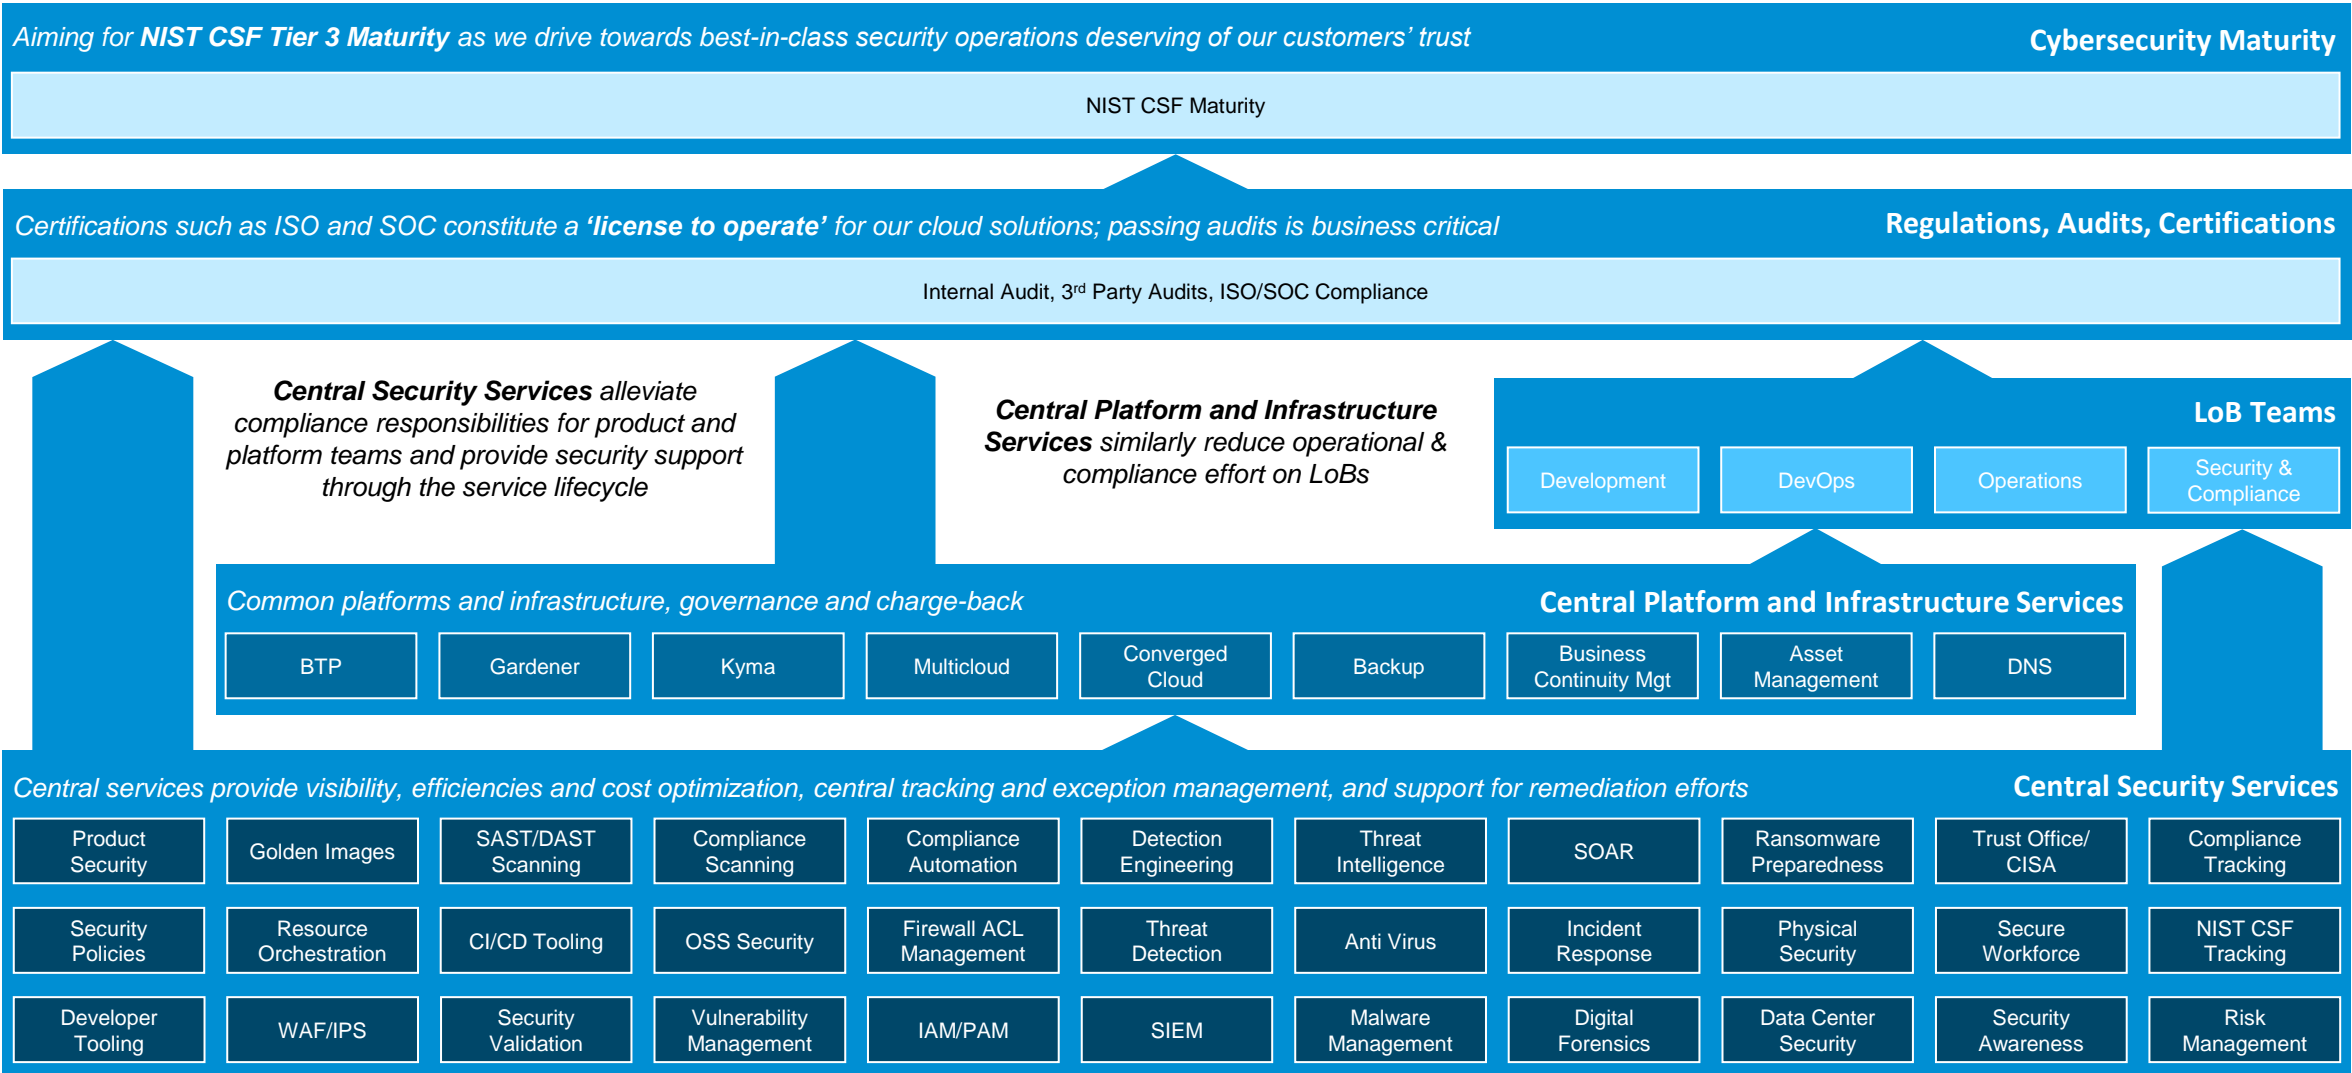 Aiming for NIST CSF Tier 3 Maturity as we drive towards best-in-class security operations deserving of our customers’ trust
Cybersecurity Maturity
NIST CSF Maturity
Certifications such as ISO and SOC constitute a ‘license to operate’ for our cloud solutions; passing audits is business critical
Regulations, Audits, Certifications
Internal Audit, 3rd Party Audits, ISO/SOC Compliance
Central Security Services alleviate
compliance responsibilities for product and
platform teams and provide security support
through the service lifecycle
Central Platform and Infrastructure
Services similarly reduce operational &
compliance effort on LoBs
LoB Teams
Development
DevOps
Operations
Security &
Compliance
Common platforms and infrastructure, governance and charge-back
Central Platform and Infrastructure Services
BTP
Gardener
Kyma
Multicloud
Converged
Cloud
Backup
Business
Continuity Mgt
Asset
Management
DNS
Central services provide visibility, efficiencies and cost optimization, central tracking and exception management, and support for remediation efforts
Central Security Services
Product
Security
Golden Images
SAST/DAST
Scanning
Compliance
Scanning
Compliance
Automation
Detection
Engineering
Threat
Intelligence
SOAR
Ransomware
Preparedness
Trust Office/
CISA
Compliance
Tracking
Security
Policies
Resource
Orchestration
CI/CD Tooling
OSS Security
Firewall ACL
Management
Threat
Detection
Anti Virus
Incident
Response
Physical
Security
Secure
Workforce
NIST CSF
Tracking
Developer
Tooling
WAF/IPS
Security
Validation
Vulnerability
Management
IAM/PAM
SIEM
Malware
Management
Digital
Forensics
Data Center
Security
Security
Awareness
Risk
Management